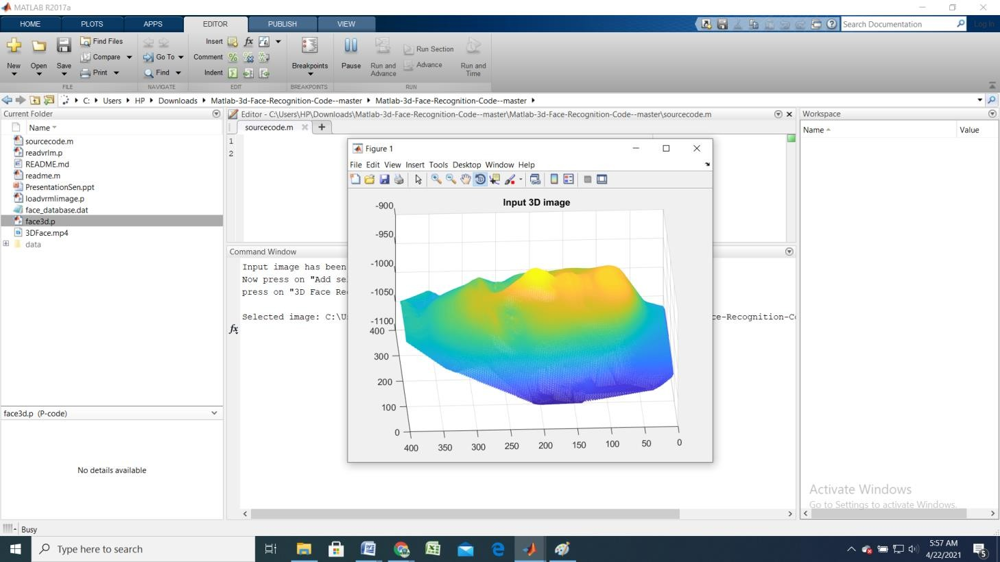 MATLAB R2017a
HOME PLOTS APPS EDITOR PUBLISH VIEW
Search Documentation
Log In
New
Open
Save
Find Files
Compare
Print
FILE
Go To
Find
NAVIGATE
Insert
Comment
Indent
EDIT
Breakpoints
BREAKPOINTS
Pause
Run and Advance
Run Section
Advance
Run and Time
RUN
C: Users HP Downloads Matlab-3d-Face-Recognition-Code--master Matlab-3d-Face-Recognition-Code--master
Current Folder
Name
sourcecode.m
readvrlm.p
README.md
readme.m
PresentationSen.ppt
loadvrmlimage.p
face_database.dat
face3d.p
3DFace.mp4
data
face3d.p (P-code)
No details available
Editor - C:\Users\HP\Downloads\Matlab-3d-Face-Recognition-Code--master\Matlab-3d-Face-Recognition-Code--master\sourcecode.m
sourcecode.m
1
2
Command Window
Input image has been
Now press on "Add se
press on "3D Face Re
Selected image: C:\U
ce-Recognition-Co
fx
Figure 1
File Edit View Insert Tools Desktop Window Help
Input 3D image
-900
-950
-1000
-1050
-1100
400
300
200
100
0
400 350 300 250 200 150 100 50 0
Workspace
Name Value
Activate Windows
Go to Settings to activate Windows.
Busy
Type here to search
5:57 AM
4/22/2021
5